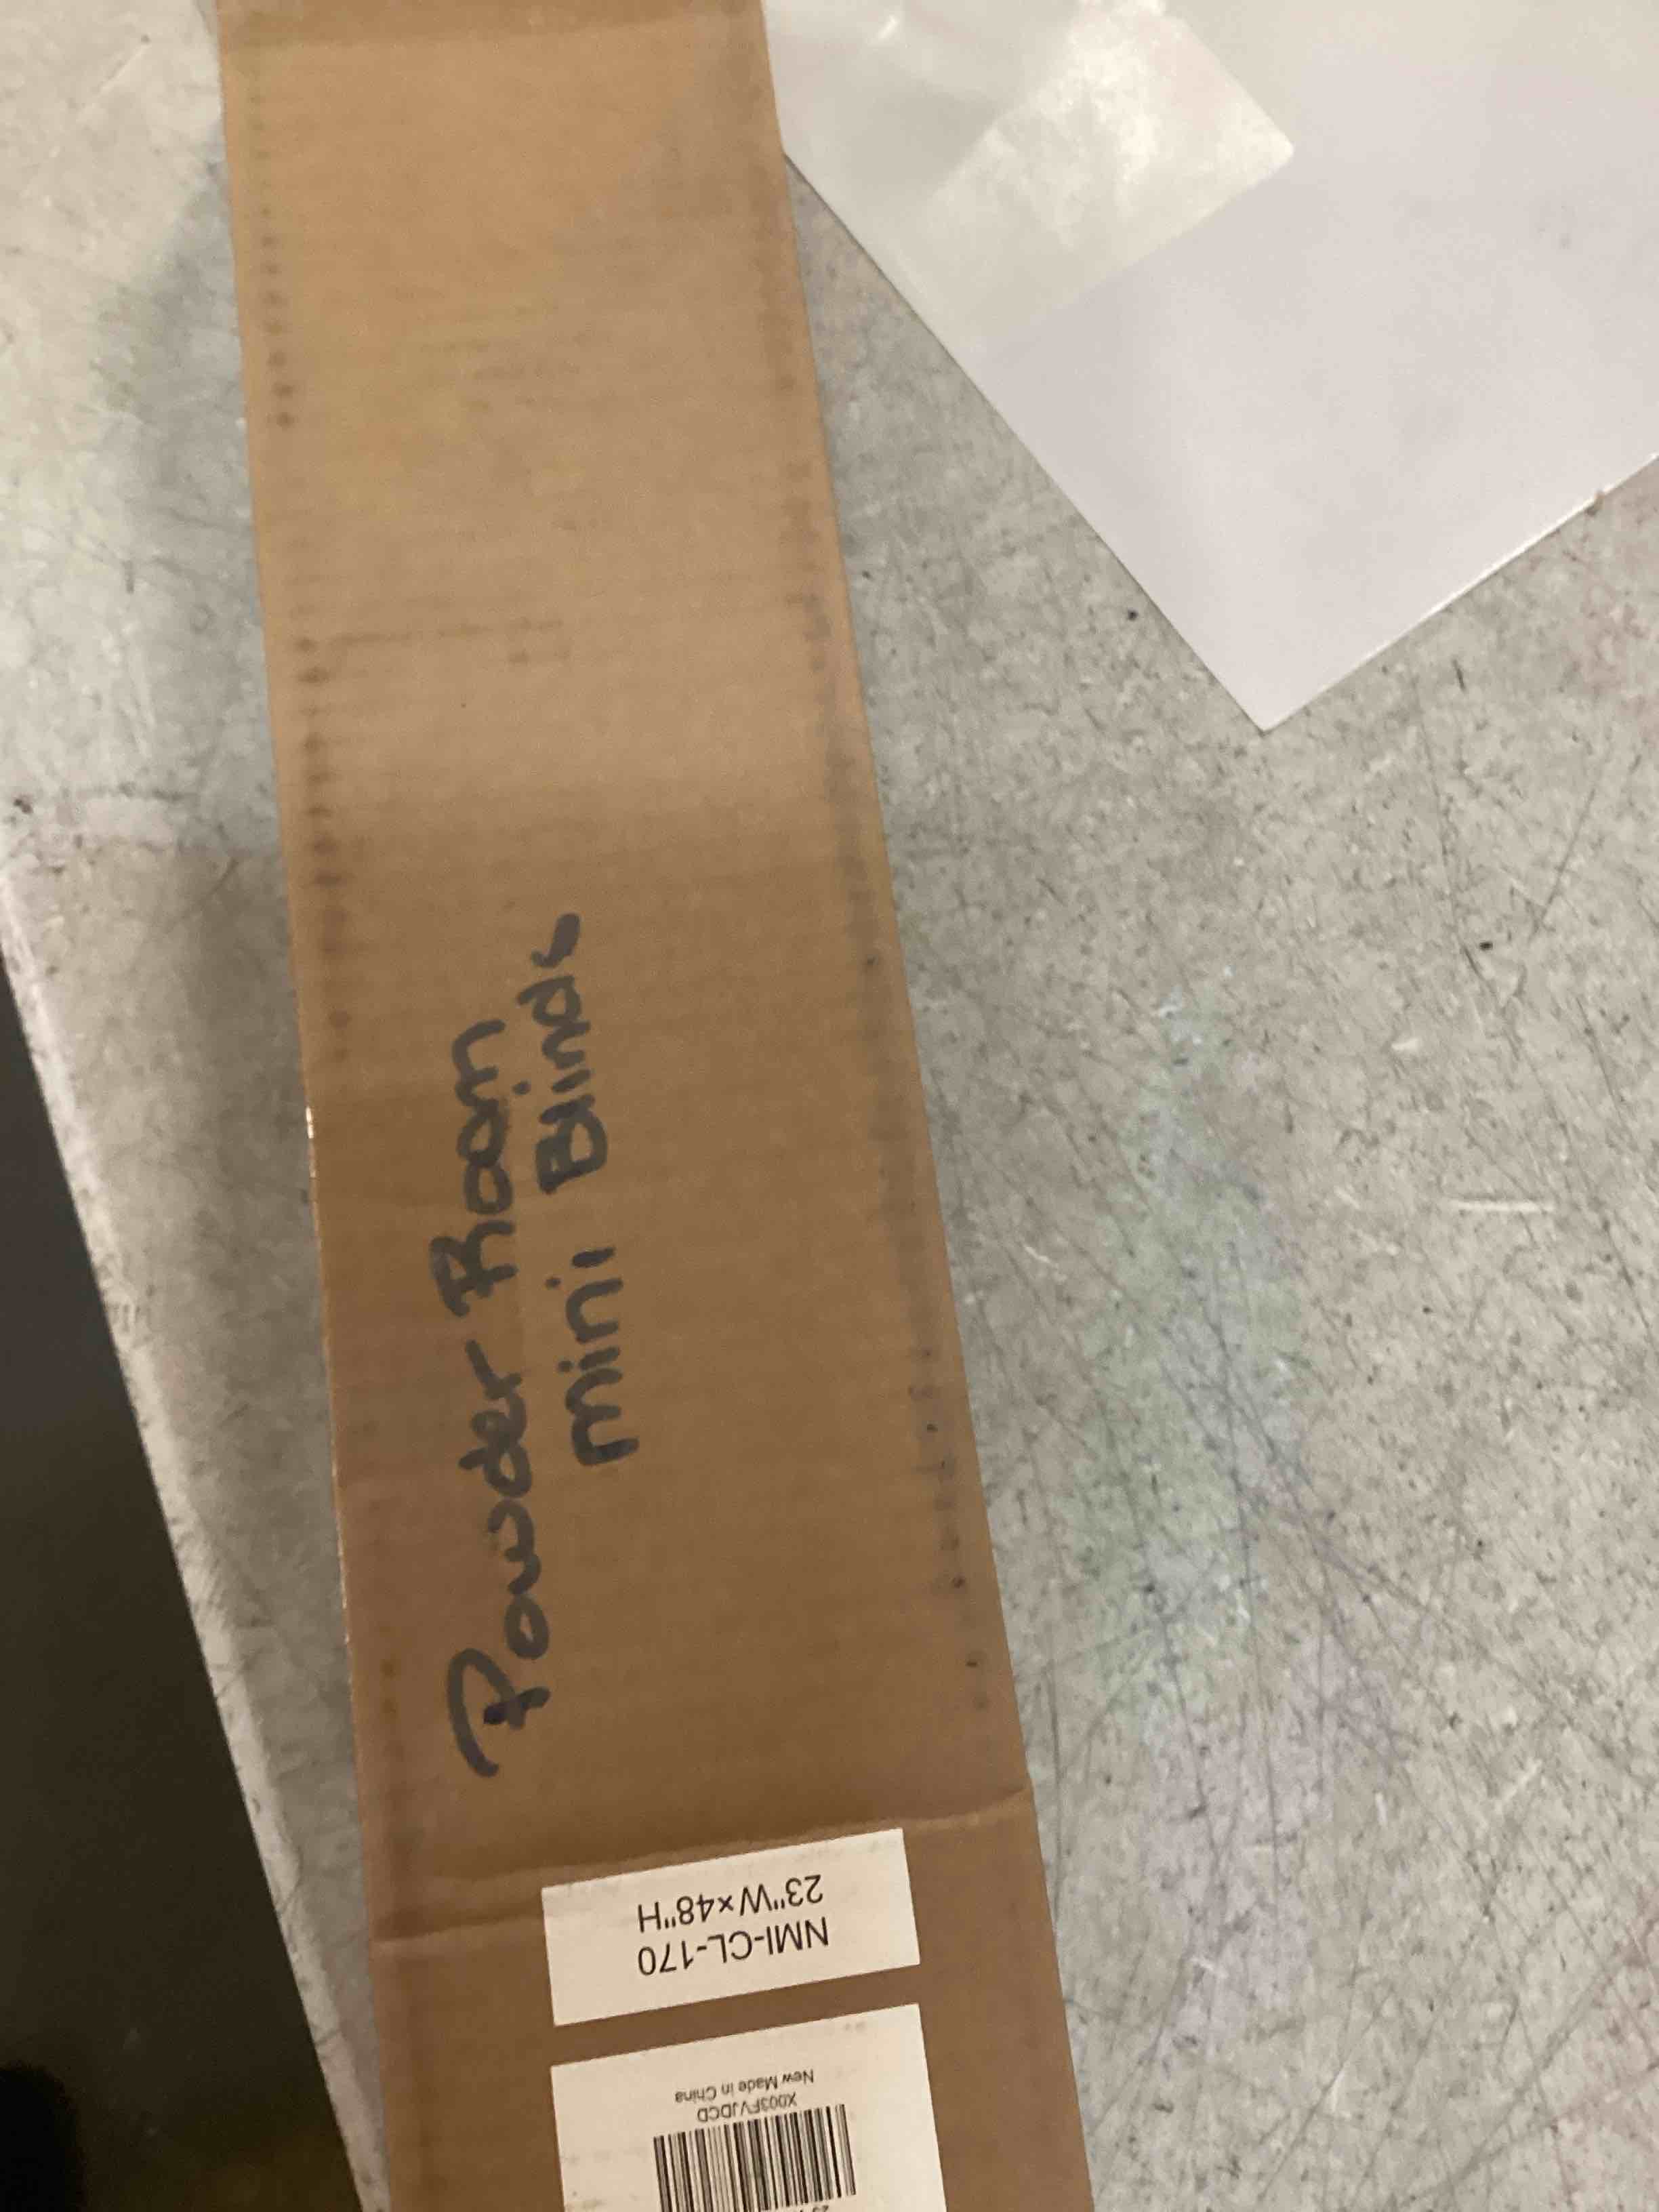 Powder Room
mini Blinds
NMI-CL-170
23"W×48"H
New Made in China
X003FVJDCD